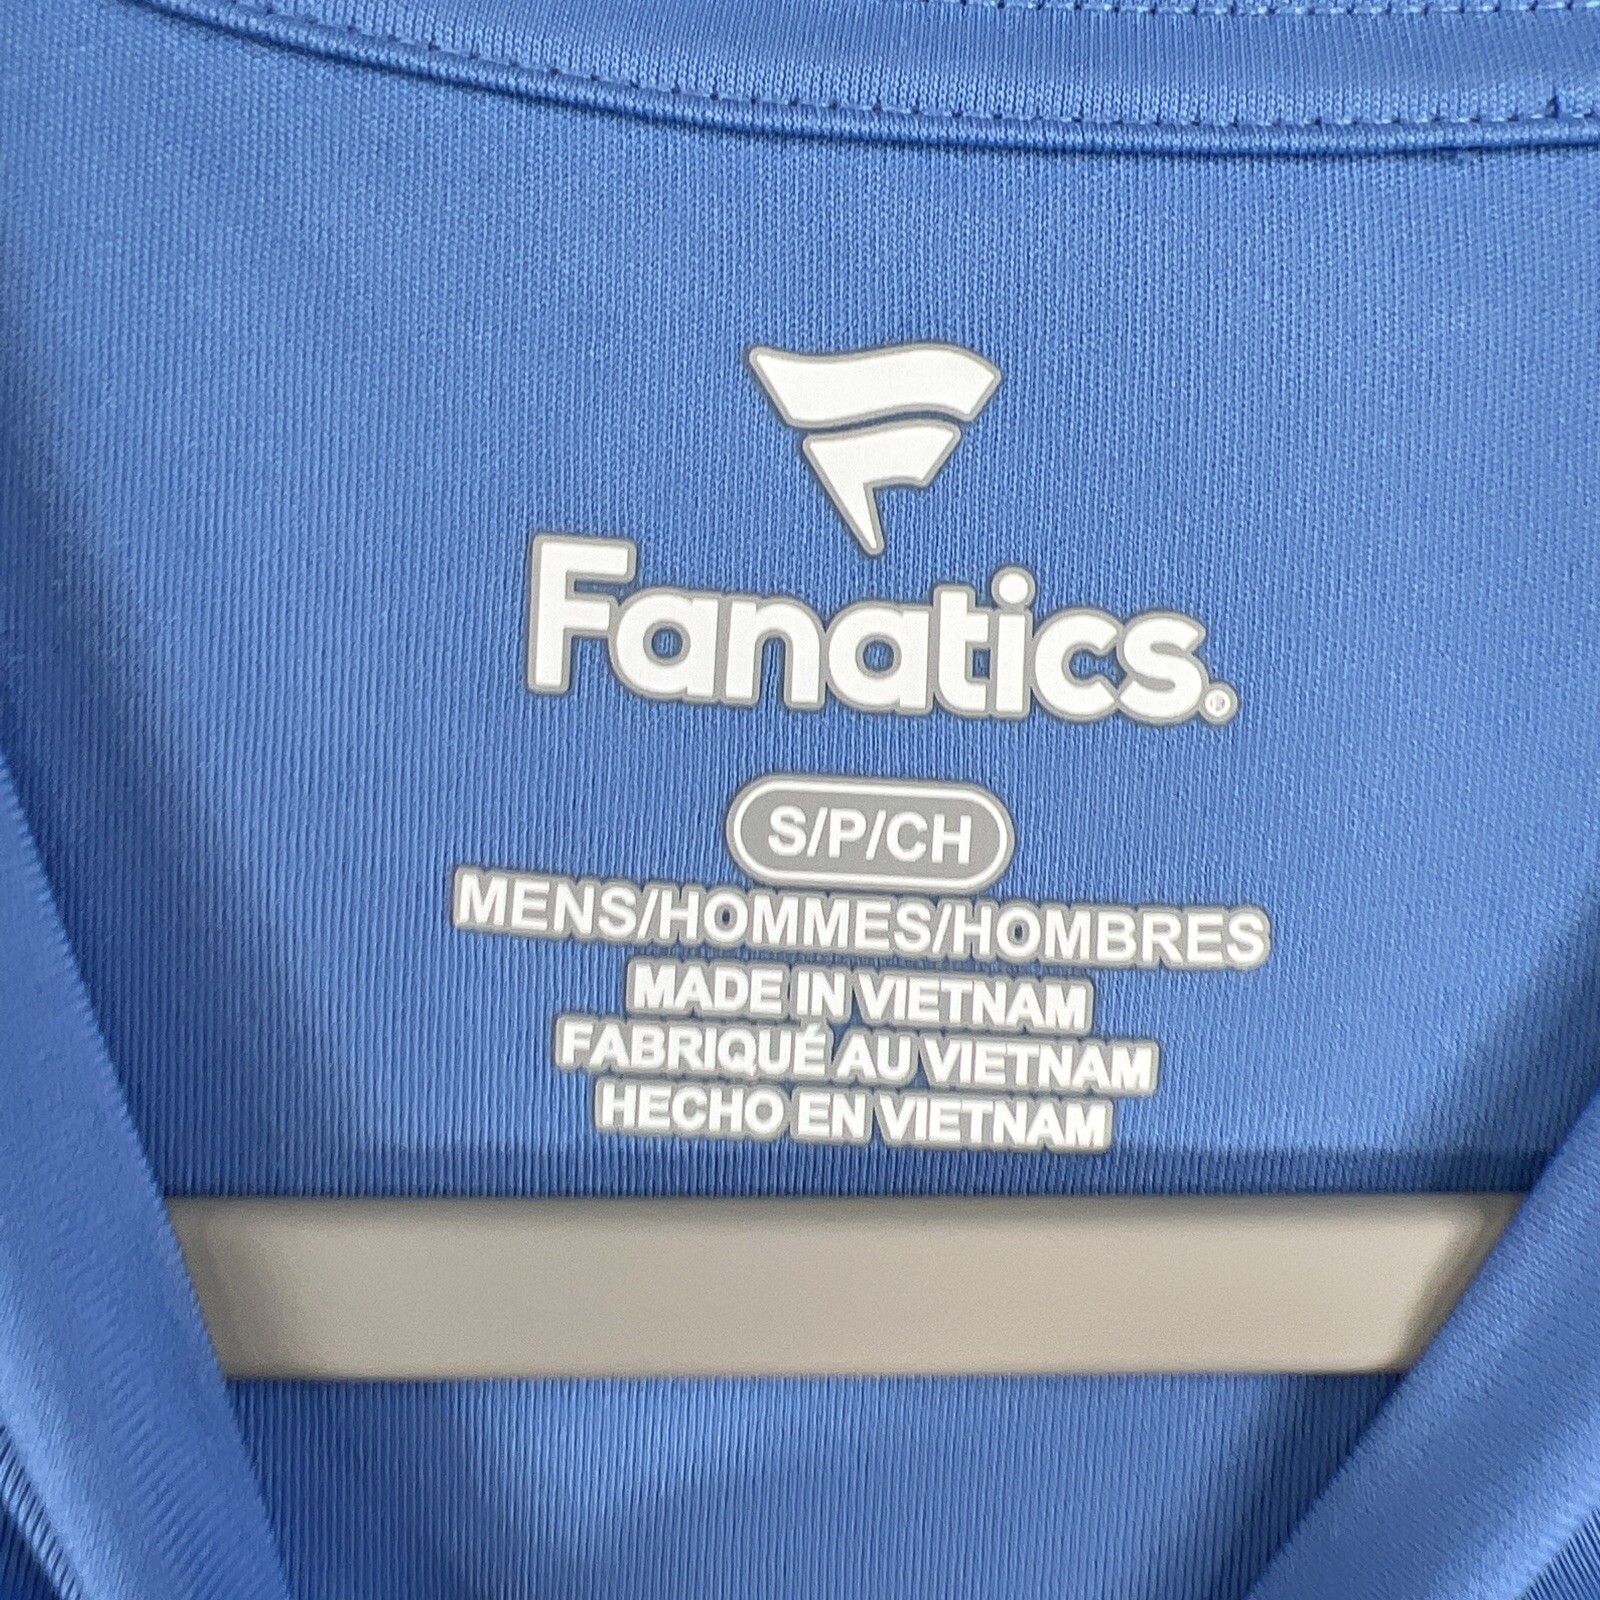 Fanatics®
S/P/CH
MENS/HOMMES/HOMBRES
MADE IN VIETNAM
FABRIQUÉ AU VIETNAM
HECHO EN VIETNAM